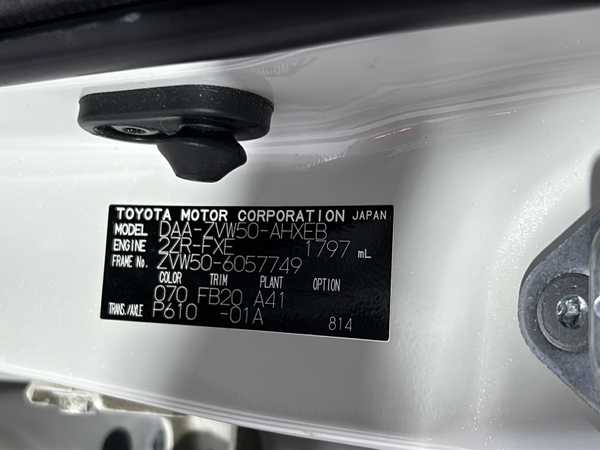 TOYOTA MOTOR CORPORATION JAPAN
MODEL DAA-ZVW50-AHXEB
ENGINE 2ZR-FXE 1797 mL
FRAME No. ZVW50-6057749
COLOR TRIM PLANT OPTION
070 FB20 A41
TRANS./AXLE P610 -01A
814